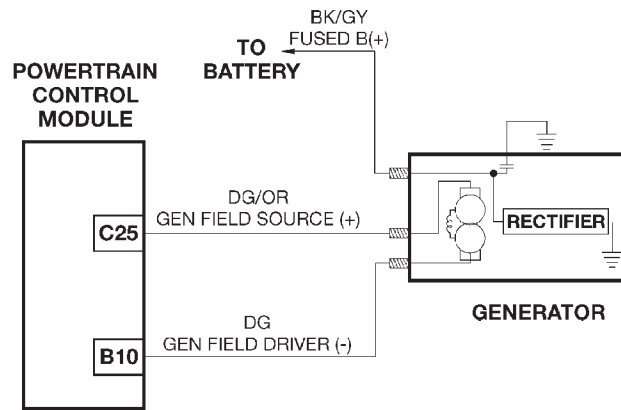 BK/GY
FUSED B(+)
TO
BATTERY
POWERTRAIN
CONTROL
MODULE
DG/OR
C25
GEN FIELD SOURCE (+)
RECTIFIER
GENERATOR
DG
B10
GEN FIELD DRIVER (-)